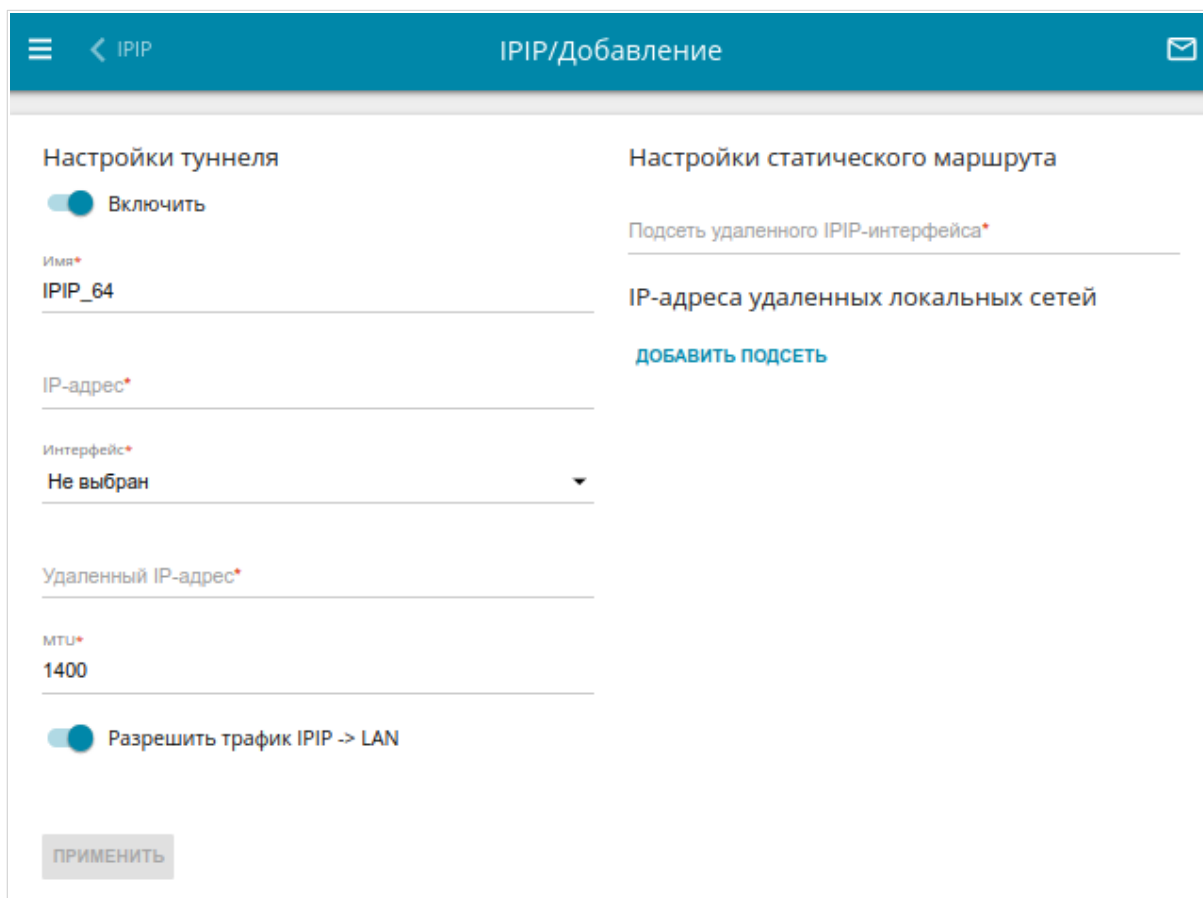 IPIP
IPIP/Добавление
Настройки туннеля
Включить
Имя*
IPIP_64
IP-адрес*
Интерфейс*
Не выбран
Удаленный IP-адрес*
MTU*
1400
Разрешить трафик IPIP -> LAN
ПРИМЕНИТЬ
Настройки статического маршрута
Подсеть удаленного IPIP-интерфейса*
IP-адреса удаленных локальных сетей
ДОБАВИТЬ ПОДСЕТЬ